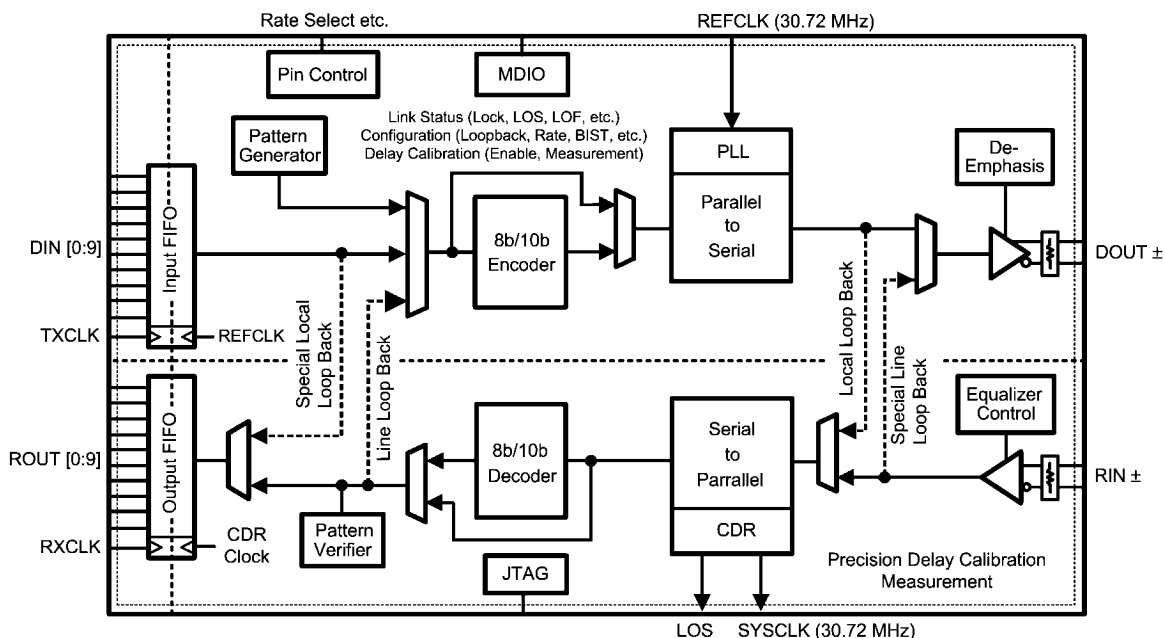 Rate Select etc.
REFCLK (30.72 MHz)
Pin Control
MDIO
Link Status (Lock, LOS, LOF, etc.)
Configuration (Loopback, Rate, BIST, etc.)
Delay Calibration (Enable, Measurement)
Pattern
Generator
PLL
Parallel
to
Serial
De-
Emphasis
Input FIFO
8b/10b
Encoder
DIN [0:9]
DOUT ±
TXCLK
REFCLK
Special Local
Loop Back
Line Loop Back
Local Loop Back
Special Line
Loop Back
Output FIFO
ROUT [0:9]
8b/10b
Decoder
Serial
to
Parrallel
CDR
Equalizer
Control
RIN ±
RXCLK
CDR
Clock
Pattern
Verifier
JTAG
Precision Delay Calibration
Measurement
LOS
SYSCLK (30.72 MHz)